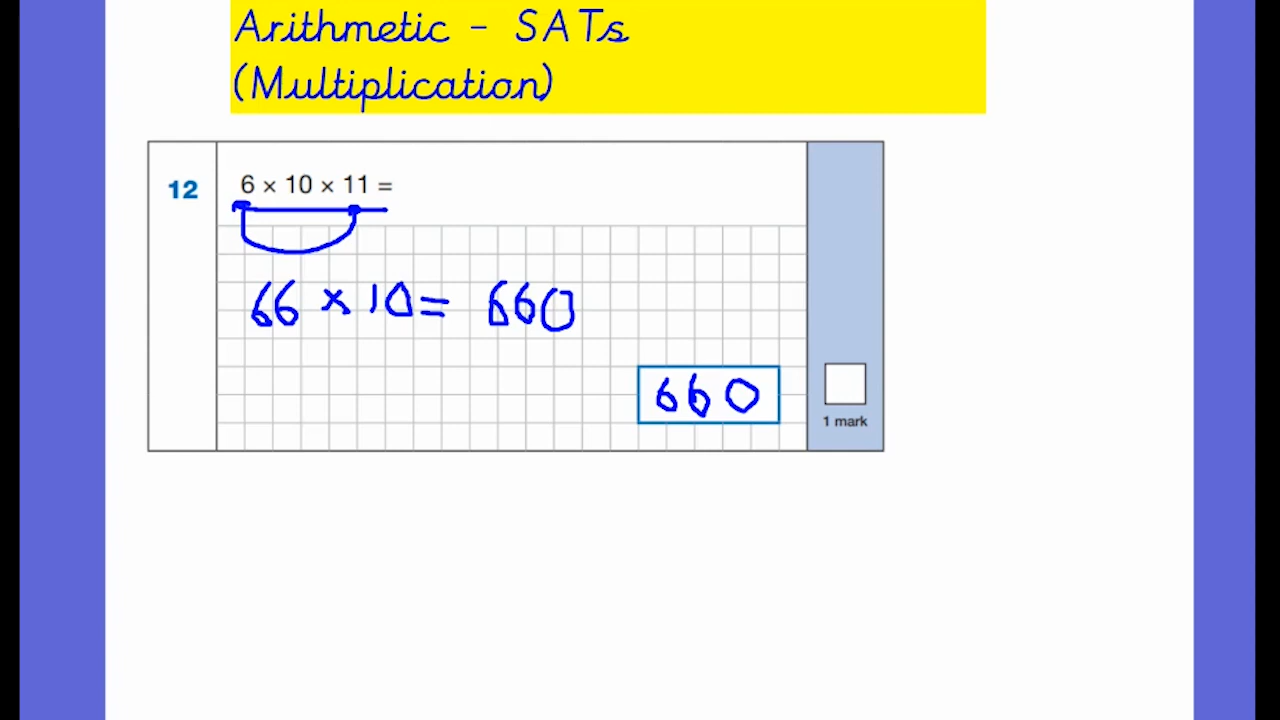 Arithmetic - SATs
(Multiplication)
12
6 × 10 × 11 =
66 × 10 = 660
660
1 mark